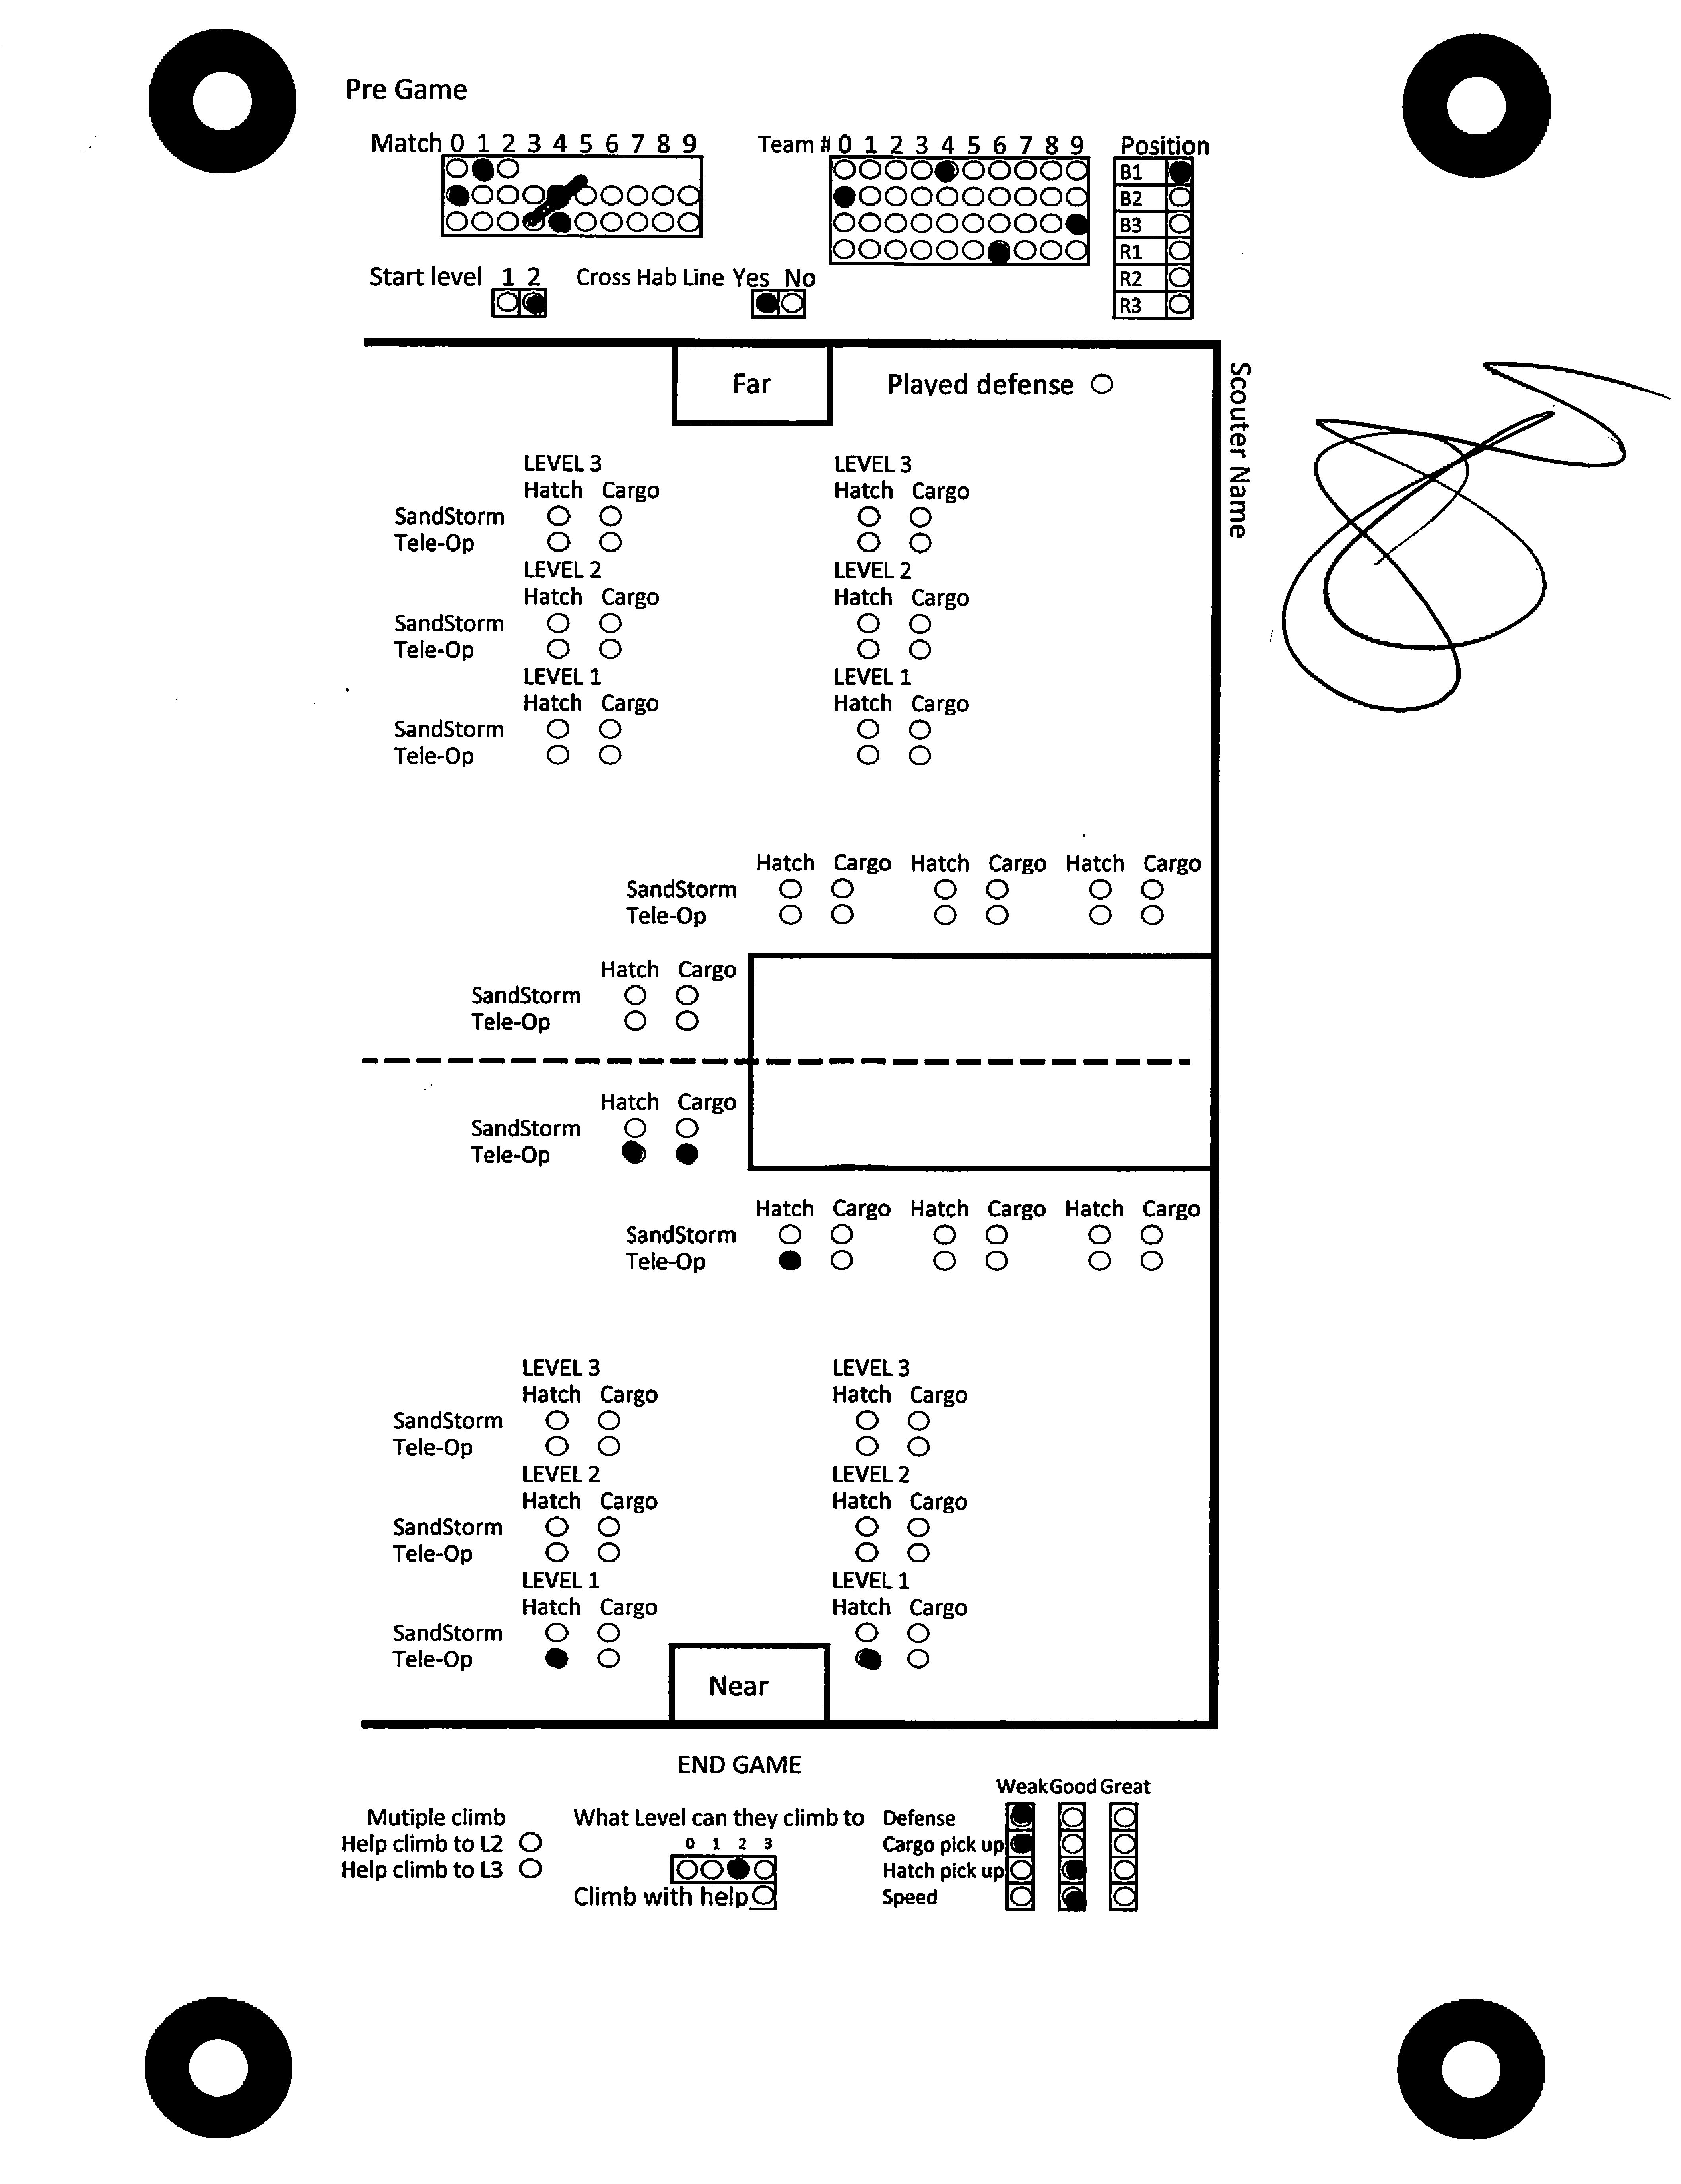 Pre Game
Match 0 1 2 3 4 5 6 7 8 9
Team # 0 1 2 3 4 5 6 7 8 9
Position
B1
B2
B3
R1
R2
R3
Start level 1 2
Cross Hab Line Yes No
Far
Played defense
Scouter Name
LEVEL 3 LEVEL 3
Hatch Cargo Hatch Cargo
SandStorm
Tele-Op
LEVEL 2 LEVEL 2
Hatch Cargo Hatch Cargo
SandStorm
Tele-Op
LEVEL 1 LEVEL 1
Hatch Cargo Hatch Cargo
SandStorm
Tele-Op
Hatch Cargo Hatch Cargo Hatch Cargo
SandStorm
Tele-Op
Hatch Cargo
SandStorm
Tele-Op
Hatch Cargo
SandStorm
Tele-Op
Hatch Cargo Hatch Cargo Hatch Cargo
SandStorm
Tele-Op
LEVEL 3 LEVEL 3
Hatch Cargo Hatch Cargo
SandStorm
Tele-Op
LEVEL 2 LEVEL 2
Hatch Cargo Hatch Cargo
SandStorm
Tele-Op
LEVEL 1 LEVEL 1
Hatch Cargo Hatch Cargo
SandStorm
Tele-Op
Near
END GAME
Mutiple climb
Help climb to L2
Help climb to L3
What Level can they climb to
0 1 2 3
Climb with help
Weak Good Great
Defense
Cargo pick up
Hatch pick up
Speed